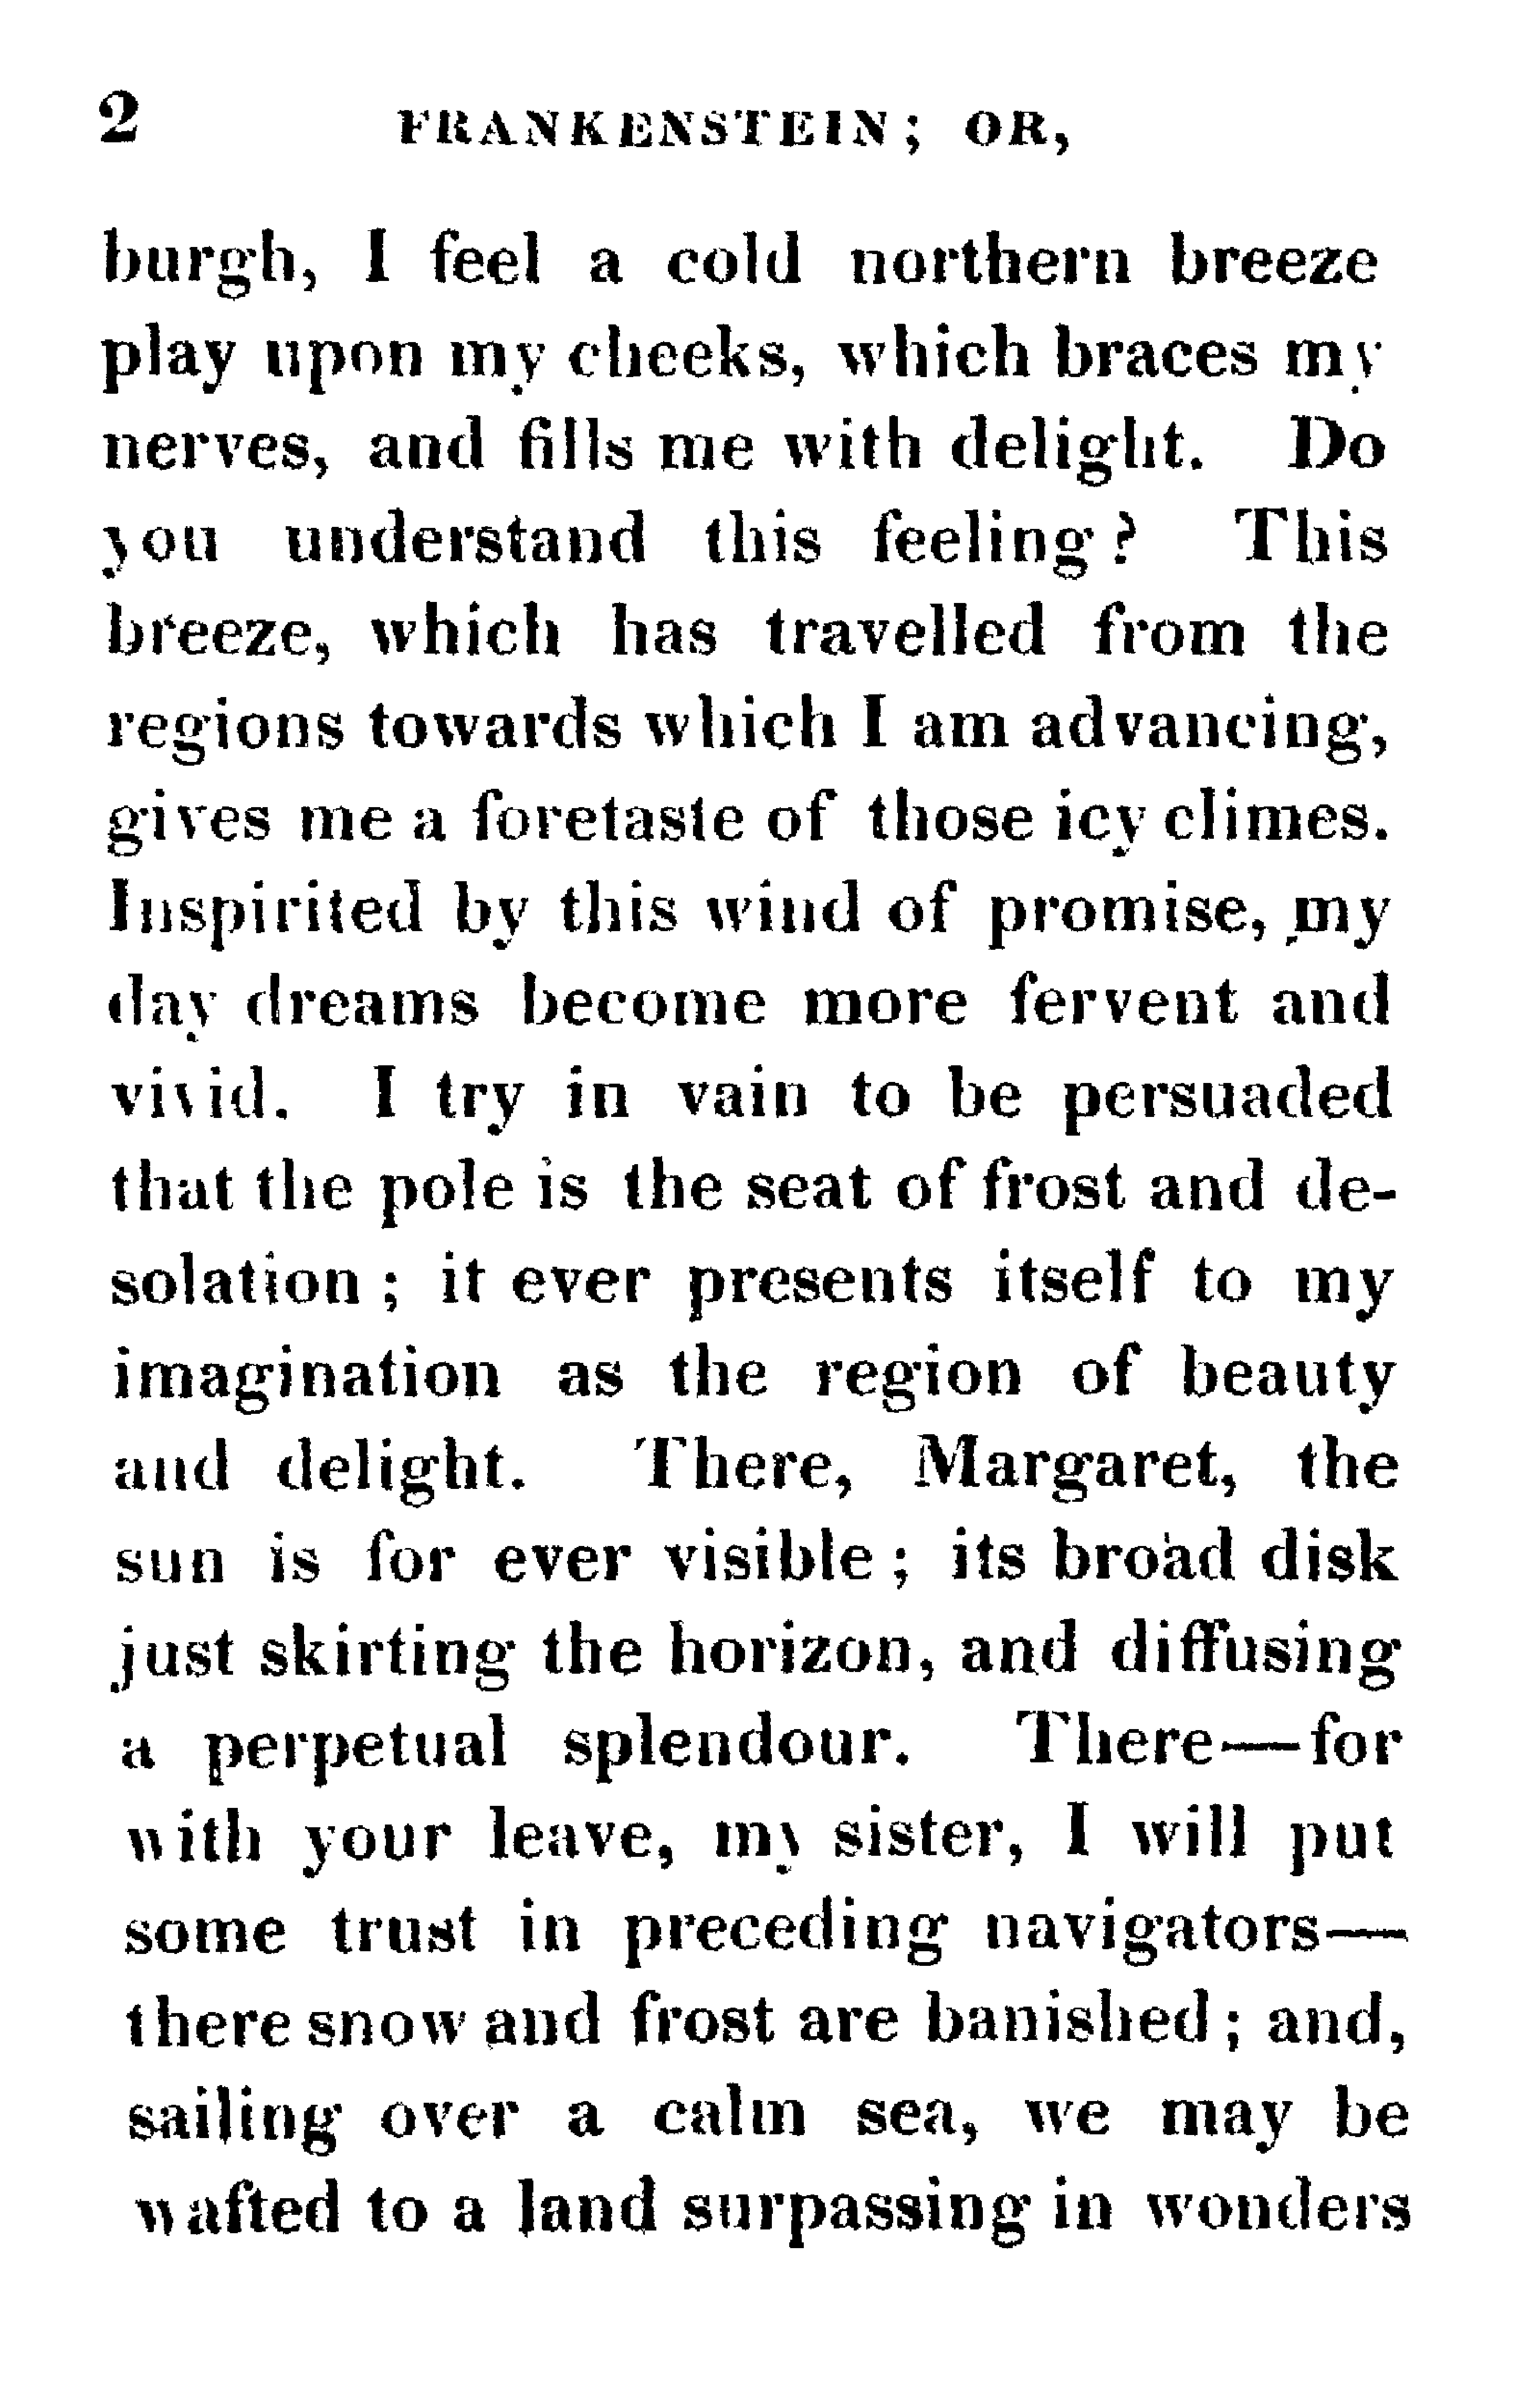 2 FRANKENSTEIN; OR,
burgh, I feel a cold northern breeze
play upon my cheeks, which braces my
nerves, and fills me with delight. Do
you understand this feeling? This
breeze, which has travelled from the
regions towards which I am advancing,
gives me a foretaste of those icy climes.
Inspirited by this wind of promise, my
day dreams become more fervent and
vivid. I try in vain to be persuaded
that the pole is the seat of frost and de-
solation; it ever presents itself to my
imagination as the region of beauty
and delight. There, Margaret, the
sun is for ever visible; its broad disk
just skirting the horizon, and diffusing
a perpetual splendour. There—for
with your leave, my sister, I will put
some trust in preceding navigators—
there snow and frost are banished; and,
sailing over a calm sea, we may be
wafted to a land surpassing in wonders